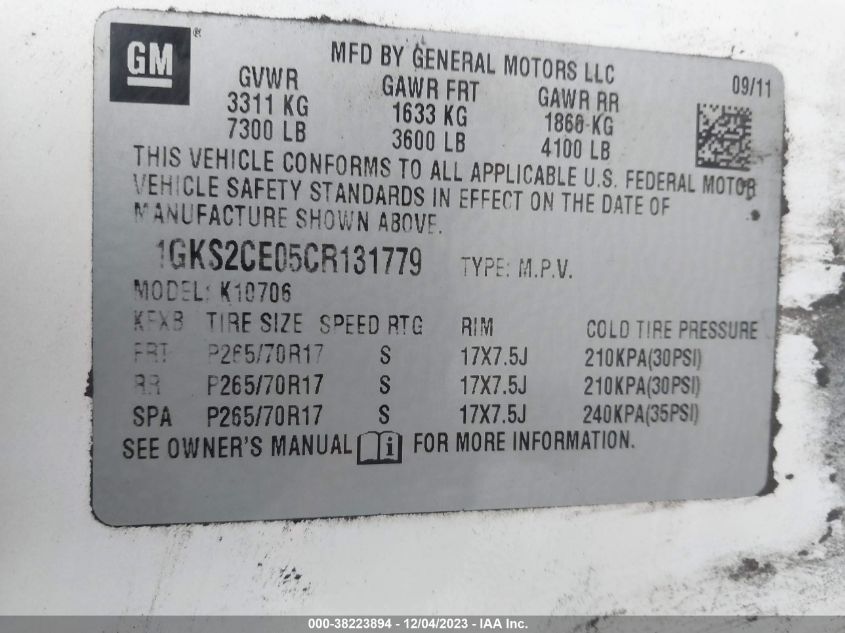 GM ®
MFD BY GENERAL MOTORS LLC
09/11
GVWR GAWR FRT GAWR RR
3311 KG 1633 KG 1860 KG
7300 LB 3600 LB 4100 LB
THIS VEHICLE CONFORMS TO ALL APPLICABLE U.S. FEDERAL MOTOR
VEHICLE SAFETY STANDARDS IN EFFECT ON THE DATE OF
MANUFACTURE SHOWN ABOVE.
1GKS2CE05CR131779 TYPE: M.P.V.
MODEL: K10706
KFXB TIRE SIZE SPEED RTG RIM COLD TIRE PRESSURE
FRT P265/70R17 S 17X7.5J 210KPA(30PSI)
RR P265/70R17 S 17X7.5J 210KPA(30PSI)
SPA P265/70R17 S 17X7.5J 240KPA(35PSI)
SEE OWNER'S MANUAL i FOR MORE INFORMATION.
000-38223894 - 12/04/2023 - IAA Inc.